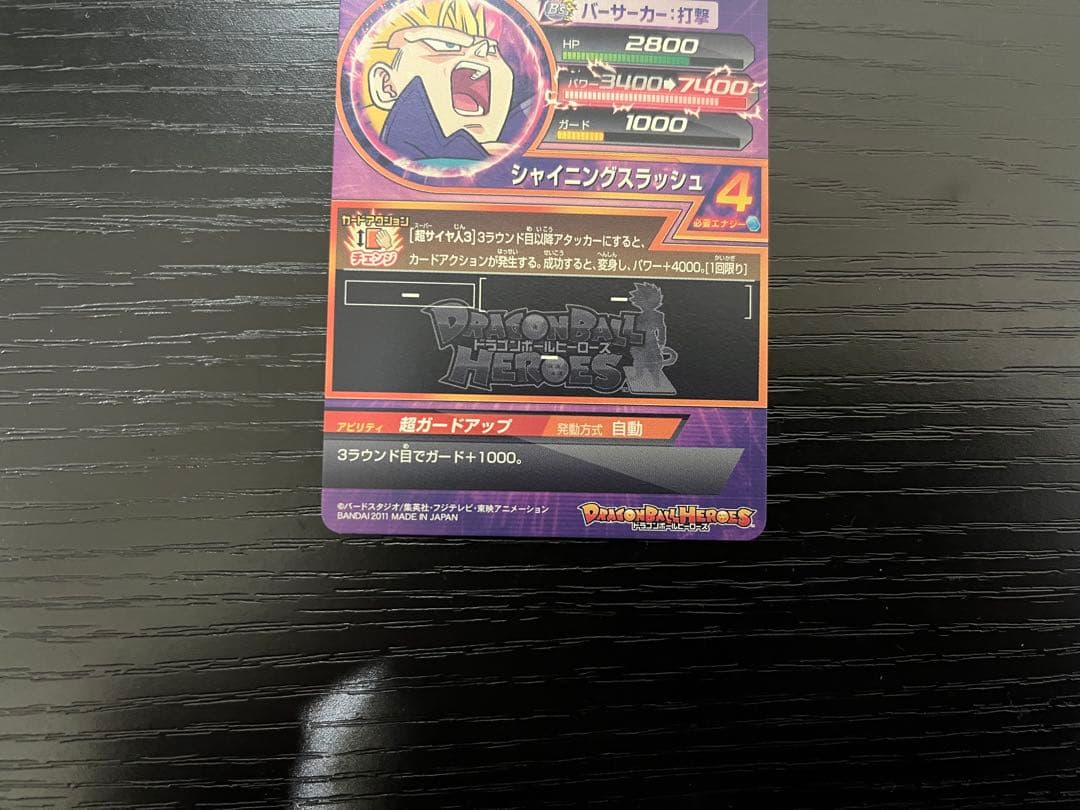 Bs バーサーカー:打撃
HP 2800
パワー 3400➡7400
ガード 1000
シャイニングスラッシュ 4
必要エナジー
カードアクション
チェンジ
[超サイヤ人3]3ラウンド目以降アタッカーにすると、
カードアクションが発生する。成功すると、変身し、パワー+4000。[1回限り]
ー [ ー ]
DRAGON BALL
ドラゴンボールヒーローズ
HEROES
ー
アビリティ 超ガードアップ 発動方式 自動
3ラウンド目でガード+1000。
©バードスタジオ/集英社・フジテレビ・東映アニメーション
BANDAI 2011 MADE IN JAPAN
DRAGONBALL HEROES
ドラゴンボールヒーローズ